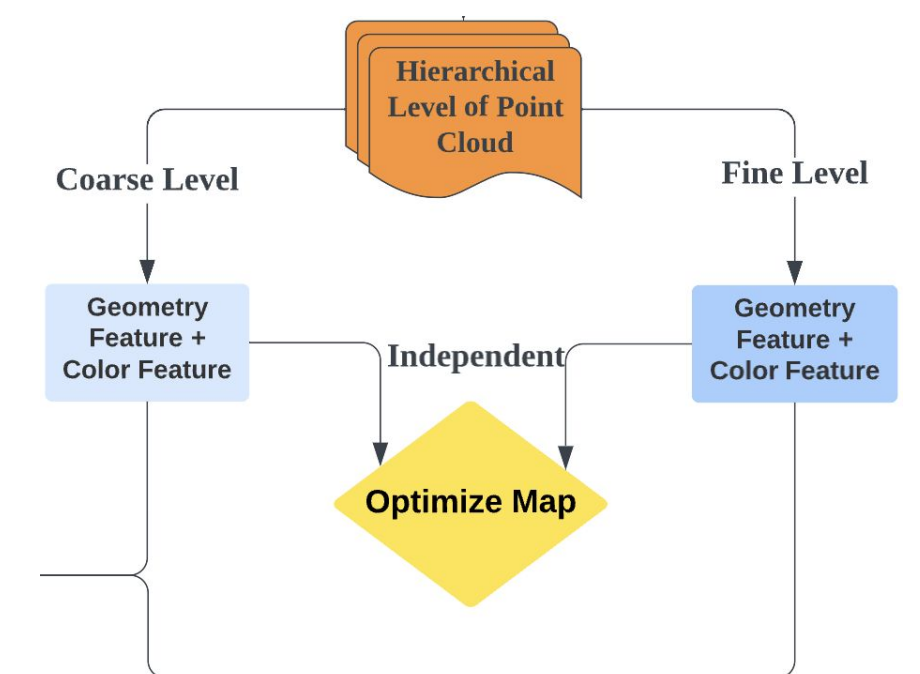 Hierarchical
Level of Point
Cloud
Coarse Level
Fine Level
Geometry
Feature +
Color Feature
Independent
Geometry
Feature +
Color Feature
Optimize Map